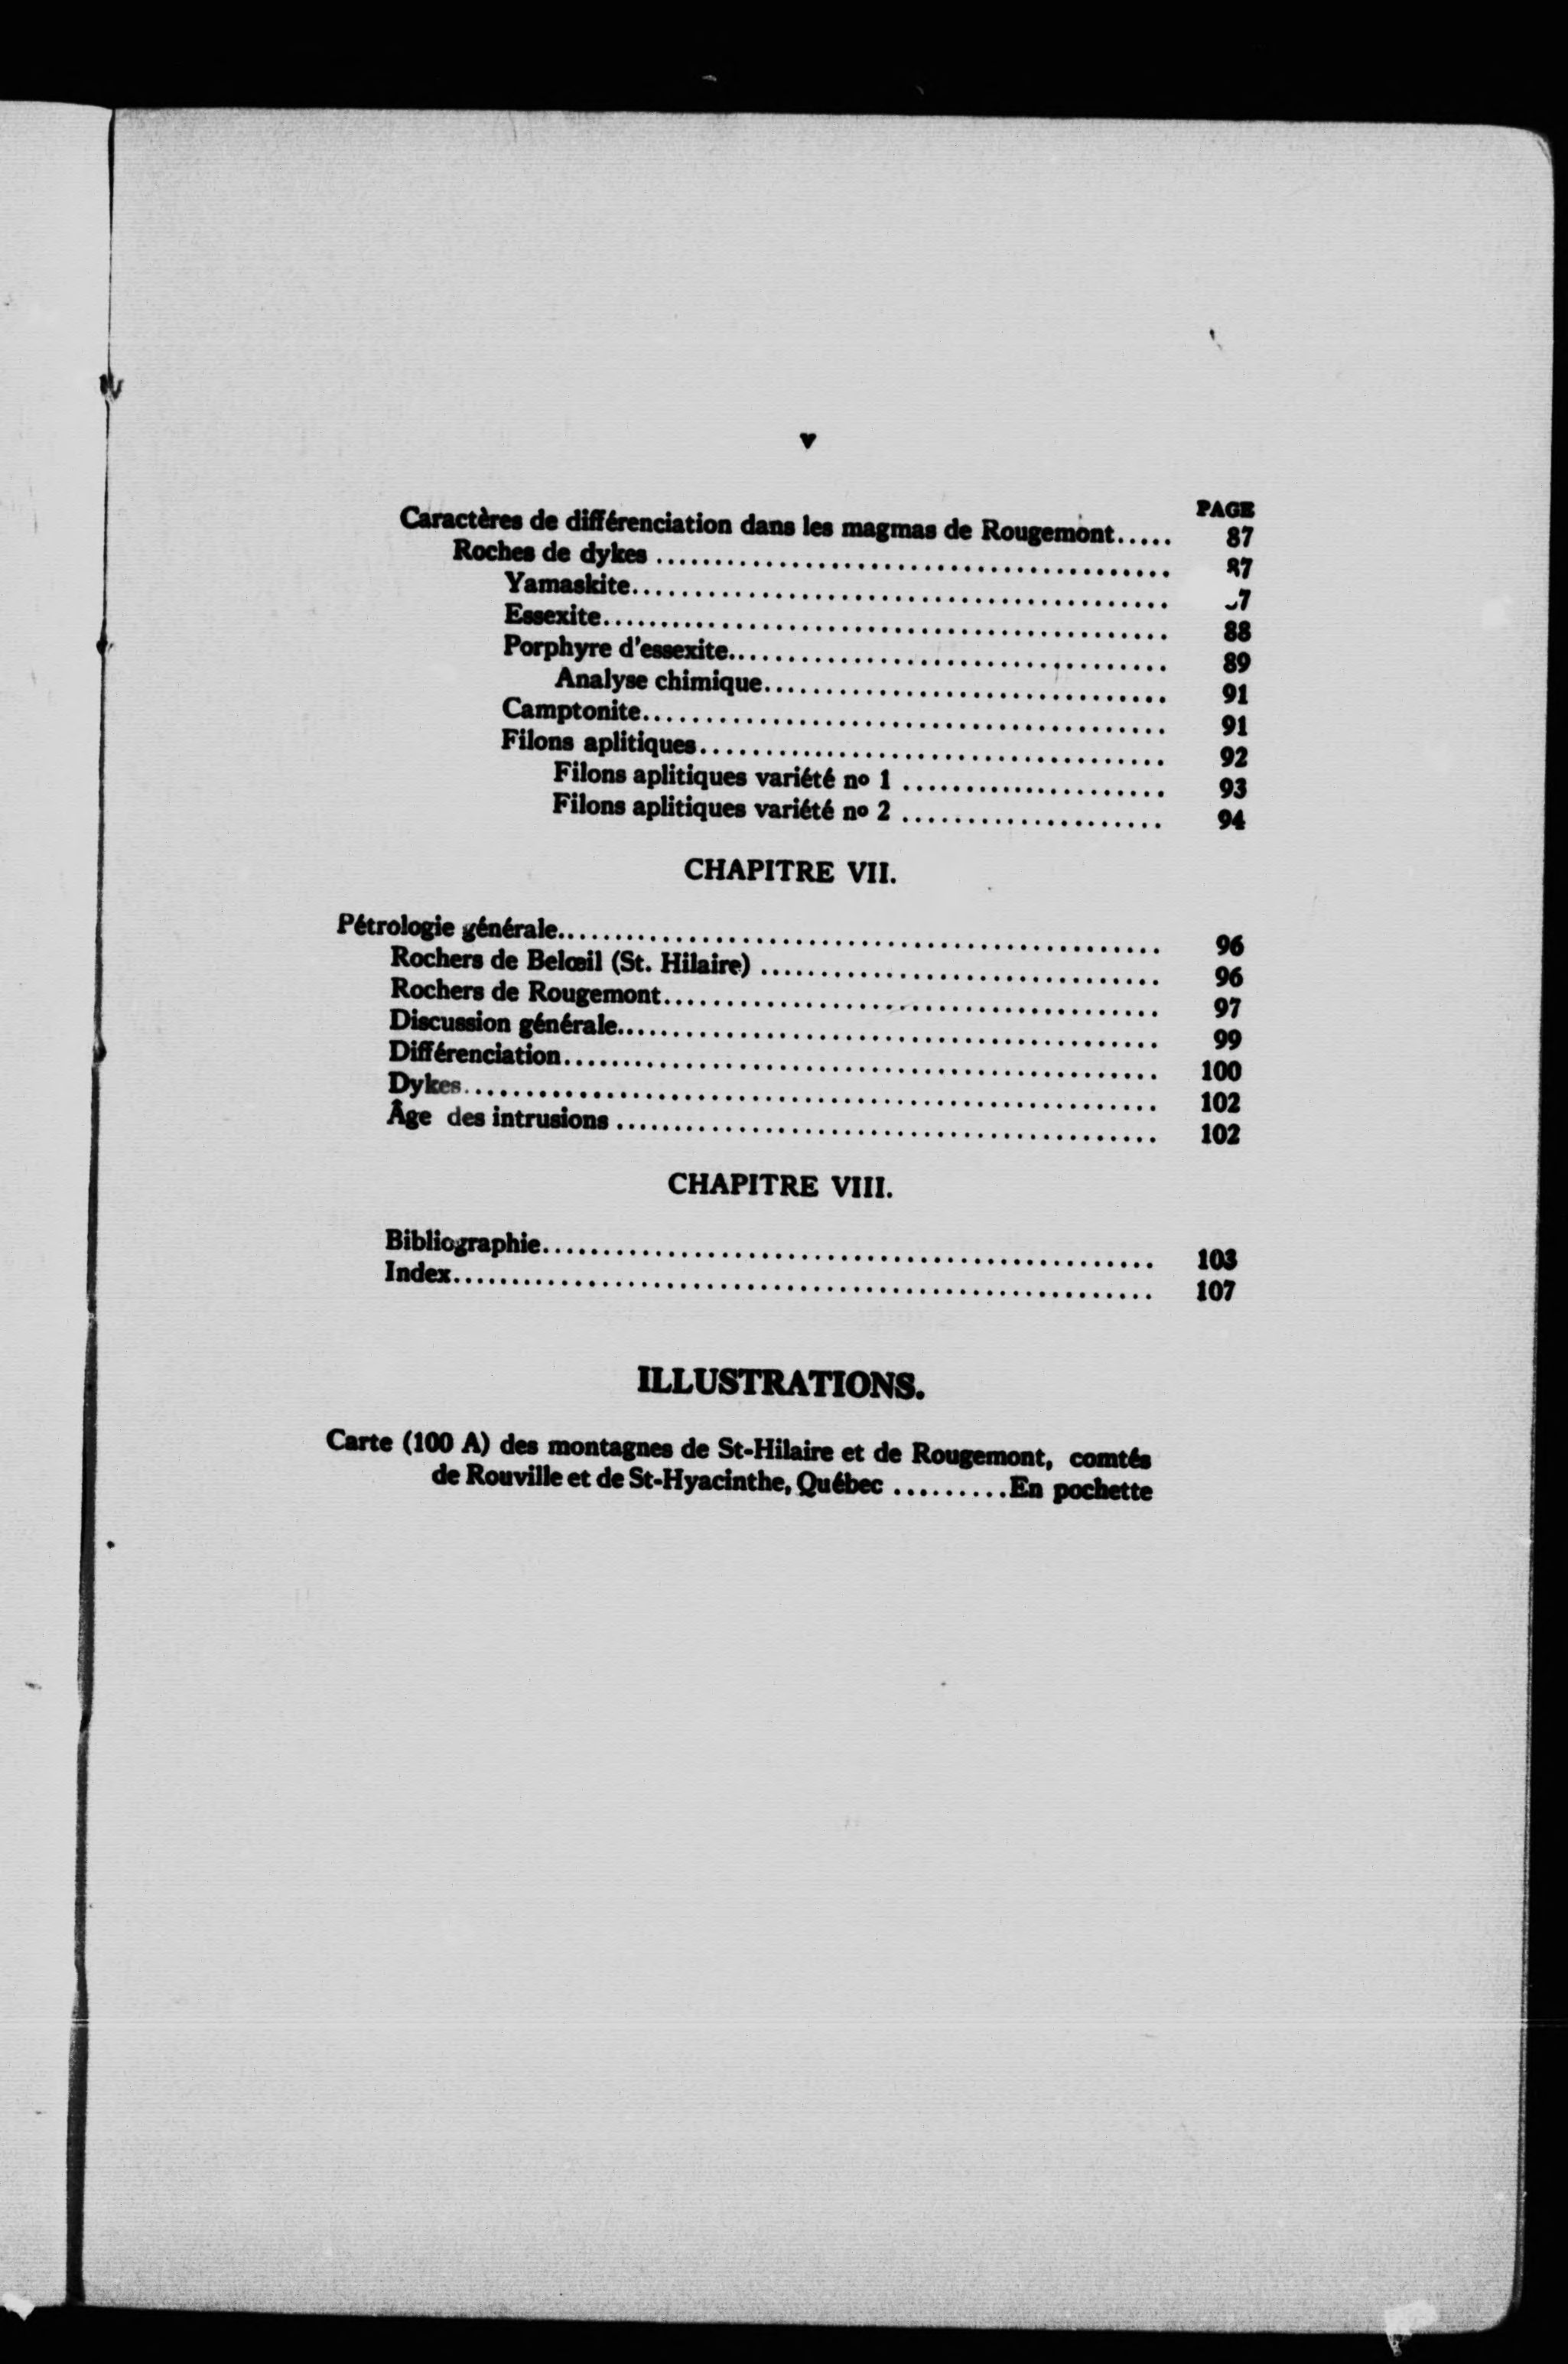 v
PAGE
Caractères de différenciation dans les magmas de Rougemont..... 87
Roches de dykes ............................................. 87
Yamaskite.............................................
Essexite................................................ 88
Porphyre d'essexite..................................... 89
Analyse chimique.................................. 91
Camptonite............................................ 91
Filons aplitiques....................................... 92
Filons aplitiques variété no 1 ...................... 93
Filons aplitiques variété no 2 ...................... 94
CHAPITRE VII.
Pétrologie générale.................................................. 96
Rochers de Belœil (St. Hilaire) .................................. 96
Rochers de Rougemont.......................................... 97
Discussion générale.............................................. 99
Différenciation................................................... 100
Dykes.......................................................... 102
Âge des intrusions .............................................. 102
CHAPITRE VIII.
Bibliographie.................................................... 103
Index........................................................... 107
ILLUSTRATIONS.
Carte (100 A) des montagnes de St-Hilaire et de Rougemont, comtés
de Rouville et de St-Hyacinthe, Québec ..........En pochette